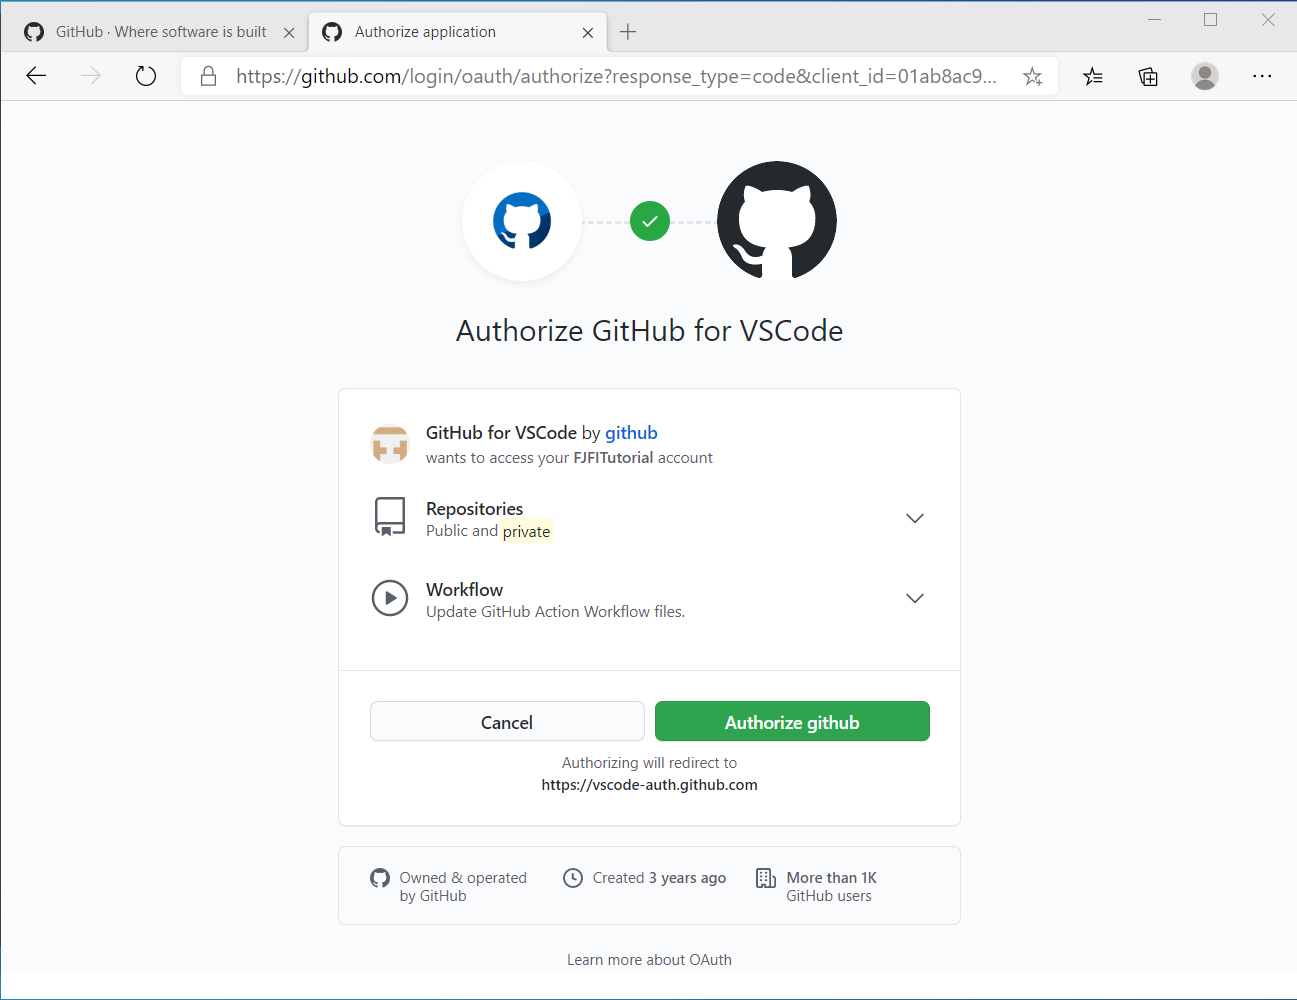 GitHub · Where software is built
Authorize application
https://github.com/login/oauth/authorize?response_type=code&client_id=01ab8ac9...
Authorize GitHub for VSCode
GitHub for VSCode by github
wants to access your FJFITutorial account
Repositories
Public and private
Workflow
Update GitHub Action Workflow files.
Cancel
Authorize github
Authorizing will redirect to
https://vscode-auth.github.com
Owned & operated
by GitHub
Created 3 years ago
More than 1K
GitHub users
Learn more about OAuth